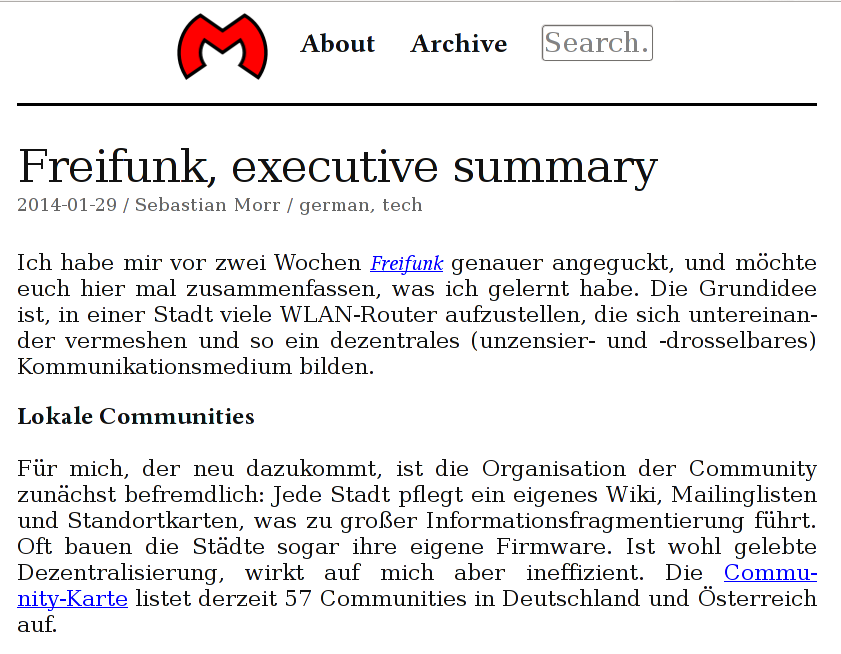 About Archive Search.
Freifunk, executive summary
2014-01-29 / Sebastian Morr / german, tech
Ich habe mir vor zwei Wochen Freifunk genauer angeguckt, und möchte
euch hier mal zusammenfassen, was ich gelernt habe. Die Grundidee
ist, in einer Stadt viele WLAN-Router aufzustellen, die sich untereinan-
der vermeshen und so ein dezentrales (unzensier- und -drosselbares)
Kommunikationsmedium bilden.
Lokale Communities
Für mich, der neu dazukommt, ist die Organisation der Community
zunächst befremdlich: Jede Stadt pflegt ein eigenes Wiki, Mailinglisten
und Standortkarten, was zu großer Informationsfragmentierung führt.
Oft bauen die Städte sogar ihre eigene Firmware. Ist wohl gelebte
Dezentralisierung, wirkt auf mich aber ineffizient. Die Commu-
nity-Karte listet derzeit 57 Communities in Deutschland und Österreich
auf.